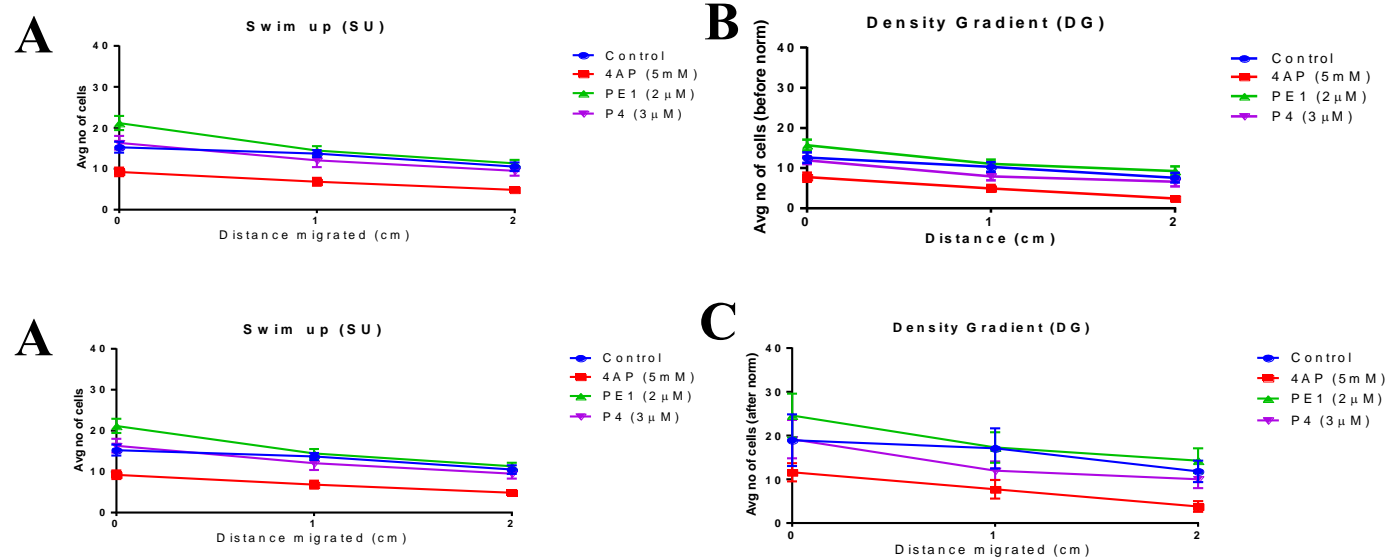 A
Swim up (SU)
Avg no of cells
40
30
20
10
0
0 1 2
Distance migrated (cm)
Control
4AP (5mM)
PE1 (2µM)
P4 (3µM)
B
Density Gradient (DG)
Avg no of cells (before norm)
40
30
20
10
0
0 1 2
Distance (cm)
Control
4AP (5mM)
PE1 (2µM)
P4 (3µM)
A
Swim up (SU)
Avg no of cells
40
30
20
10
0
0 1 2
Distance migrated (cm)
Control
4AP (5mM)
PE1 (2µM)
P4 (3µM)
C
Density Gradient (DG)
Avg no of cells (after norm)
40
30
20
10
0
0 1 2
Distance migrated (cm)
Control
4AP (5mM)
PE1 (2µM)
P4 (3µM)